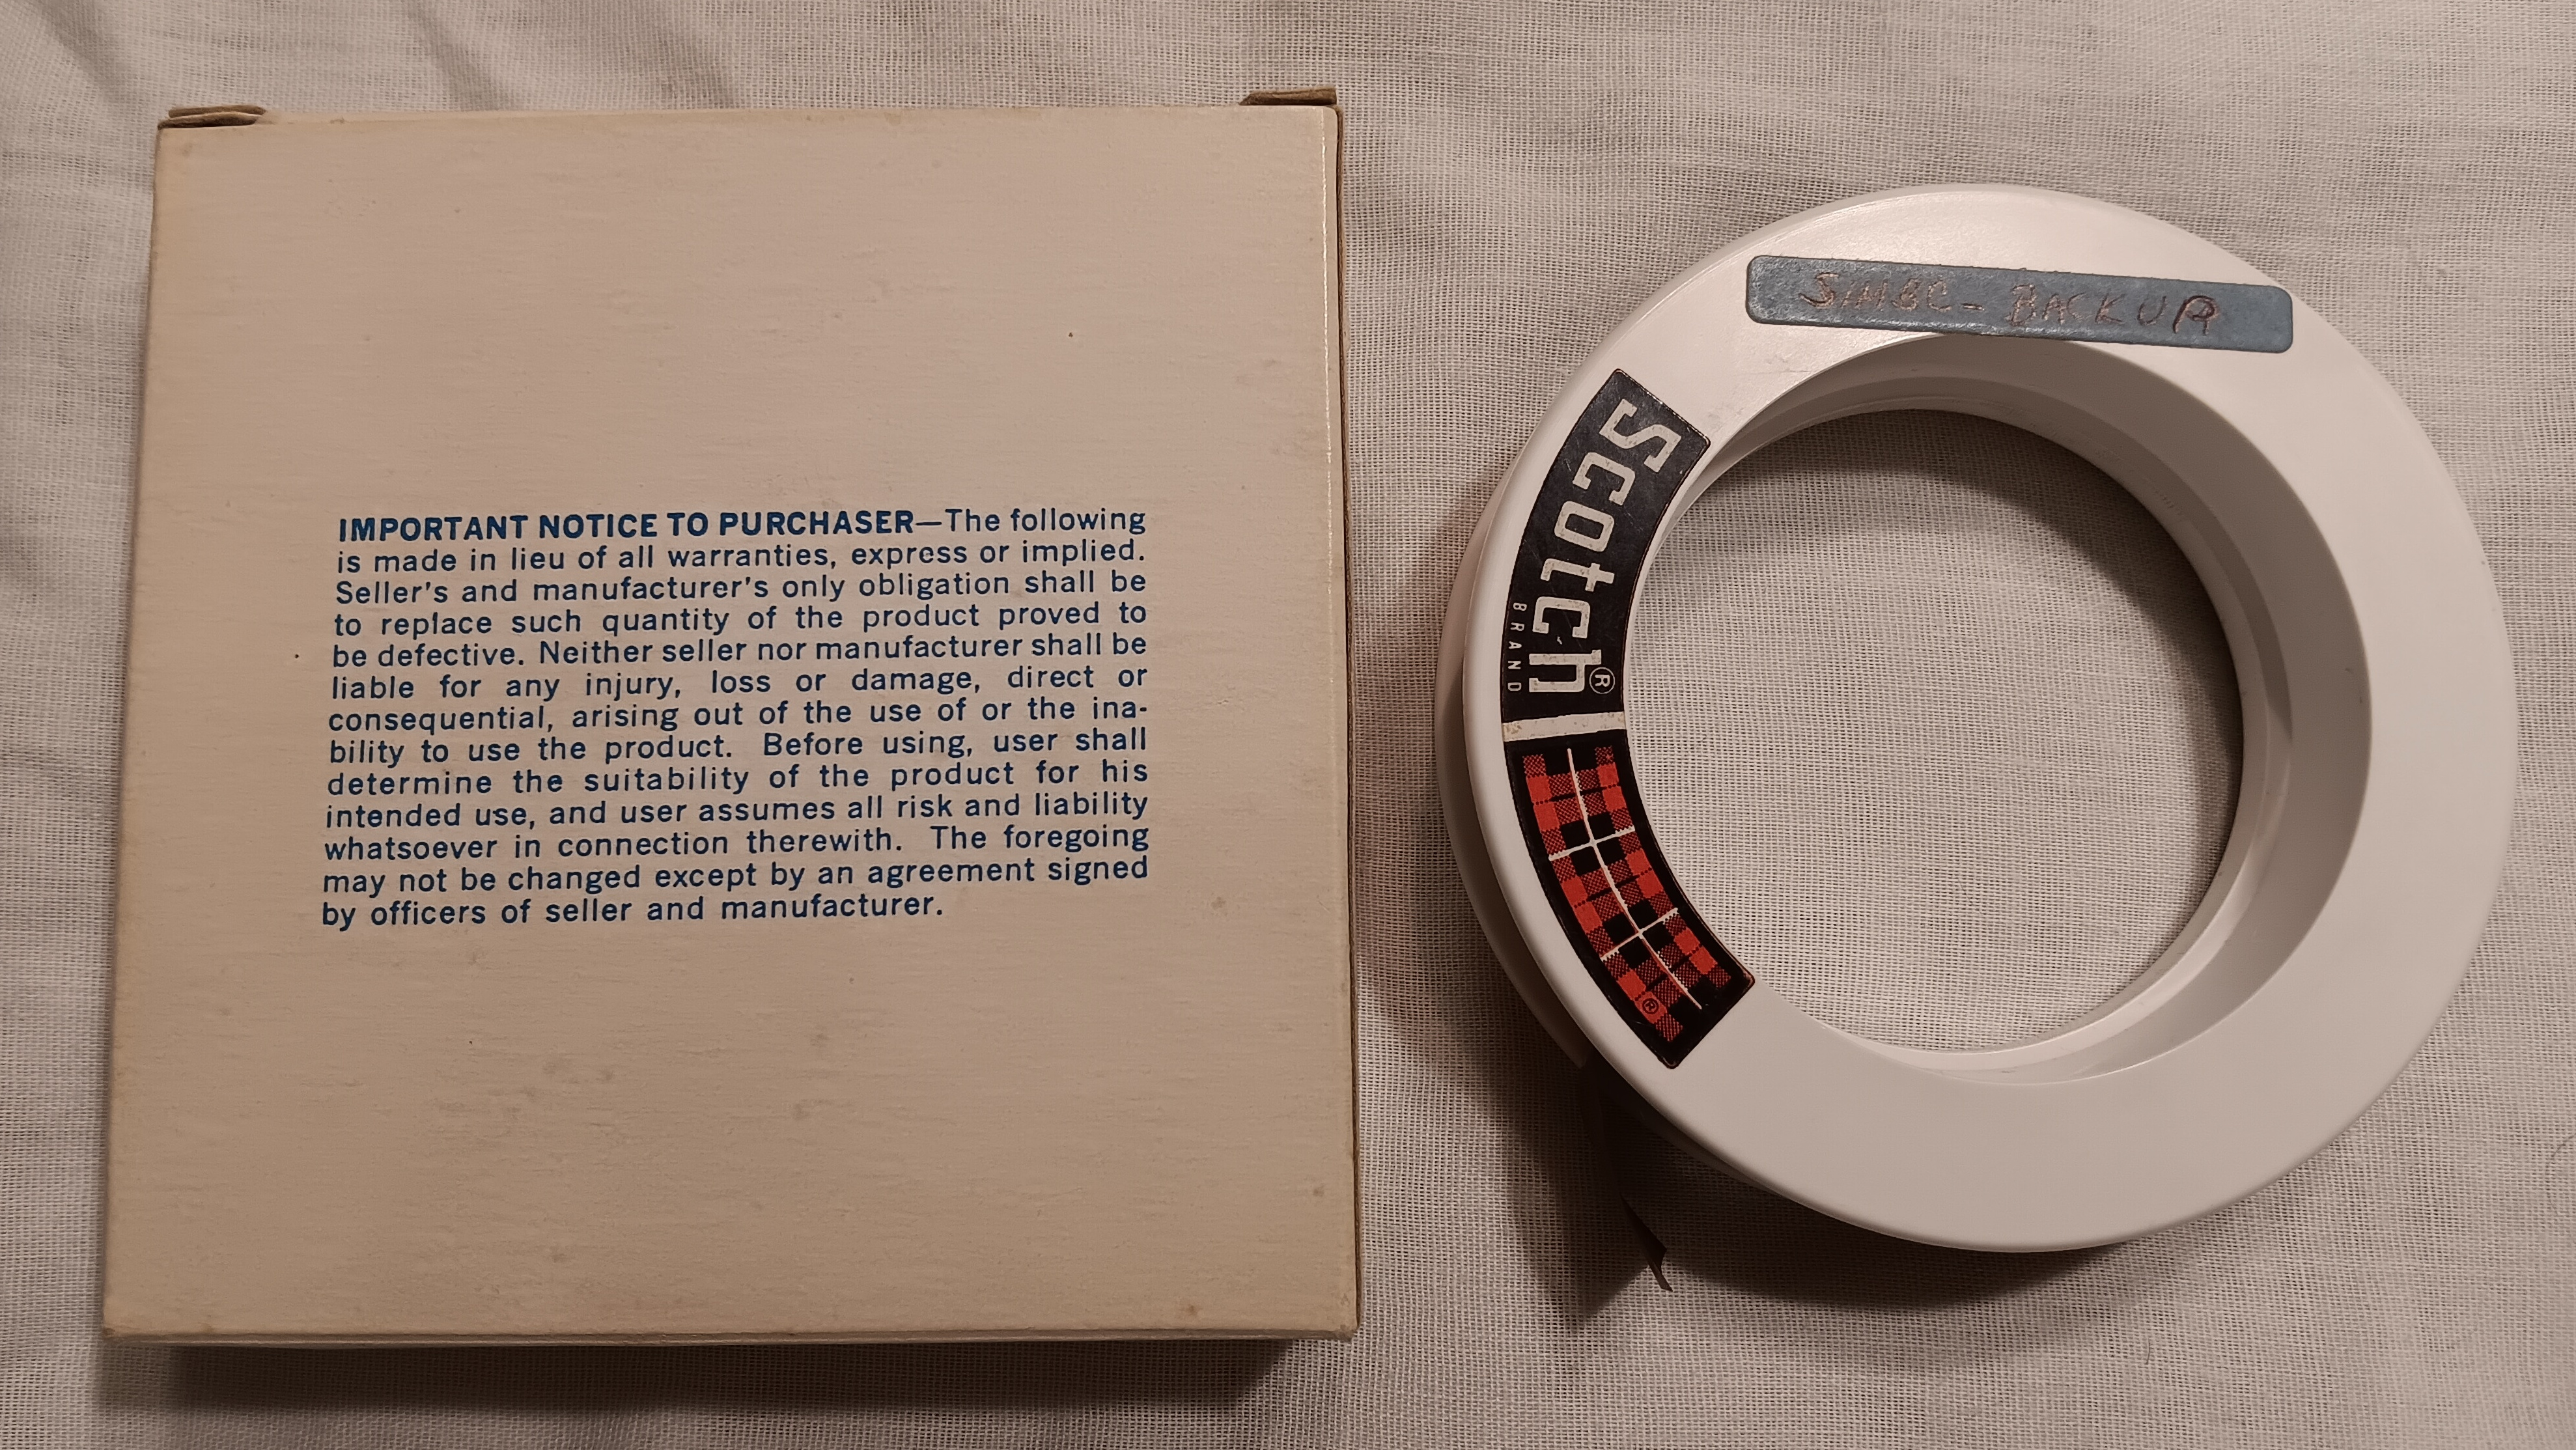 IMPORTANT NOTICE TO PURCHASER—The following
is made in lieu of all warranties, express or implied.
Seller's and manufacturer's only obligation shall be
to replace such quantity of the product proved to
be defective. Neither seller nor manufacturer shall be
liable for any injury, loss or damage, direct or
consequential, arising out of the use of or the ina-
bility to use the product. Before using, user shall
determine the suitability of the product for his
intended use, and user assumes all risk and liability
whatsoever in connection therewith. The foregoing
may not be changed except by an agreement signed
by officers of seller and manufacturer.
BACKUP
Scotch®
BRAND
®